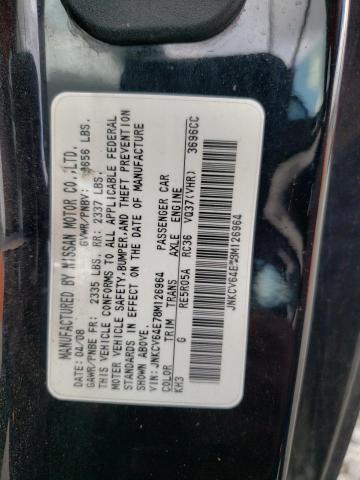 MANUFACTURED BY NISSAN MOTOR CO.,LTD.
DATE: 04/08 GVWR/PNBV: 4656 LBS.
GAWR/PNBE FR: 2335 LBS. RR: 2337 LBS.
THIS VEHICLE CONFORMS TO ALL APPLICABLE FEDERAL
MOTOR VEHICLE SAFETY,BUMPER,AND THEFT PREVENTION
STANDARDS IN EFFECT ON THE DATE OF MANUFACTURE
SHOWN ABOVE.
VIN: JNKCV64E78M126964 PASSENGER CAR
COLOR TRIM TRANS AXLE ENGINE
KH3 G RE5R05A RC36 VQ37(VHR) 3696CC
JNKCV64E78M126964